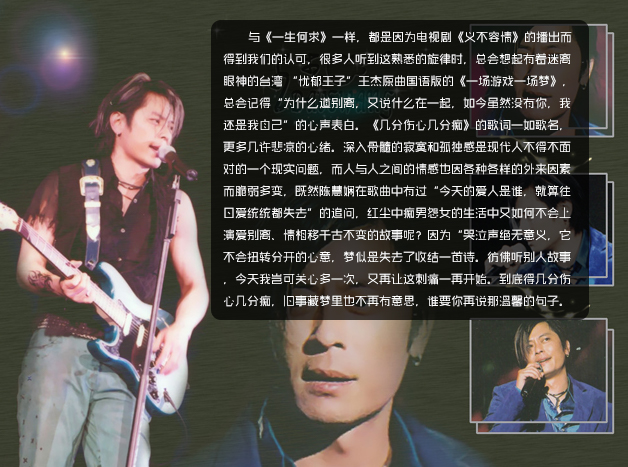 与《一生何求》一样，都是因为电视剧《义不容情》的播出而
得到我们的认可，很多人听到这熟悉的旋律时，总会想起有着迷离
眼神的台湾“忧郁王子”王杰原曲国语版的《一场游戏一场梦》，
总会记得“为什么道别离，又说什么在一起，如今虽然没有你，我
还是我自己”的心声表白。《几分伤心几分痴》的歌词一如歌名，
更多几许悲凉的心绪。深入骨髓的寂寞和孤独感是现代人不得不面
对的一个现实问题，而人与人之间的情感也因各种各样的外来因素
而脆弱多变，既然陈慧娴在歌曲中有过“今天的爱人是谁，就算往
日爱统统都失去”的追问，红尘中痴男怨女的生活中又如何不会上
演爱别离、情相移千古不变的故事呢？因为“哭泣声绝无意义，它
不会扭转分开的心意，梦似是失去了收结一首诗。彷佛听别人故事
，今天我岂可关心多一次，又再让这刺痛一再开始。到底得几分伤
心几分痴，旧事藏梦里也不再有意思，谁要你再说那温馨的句子。